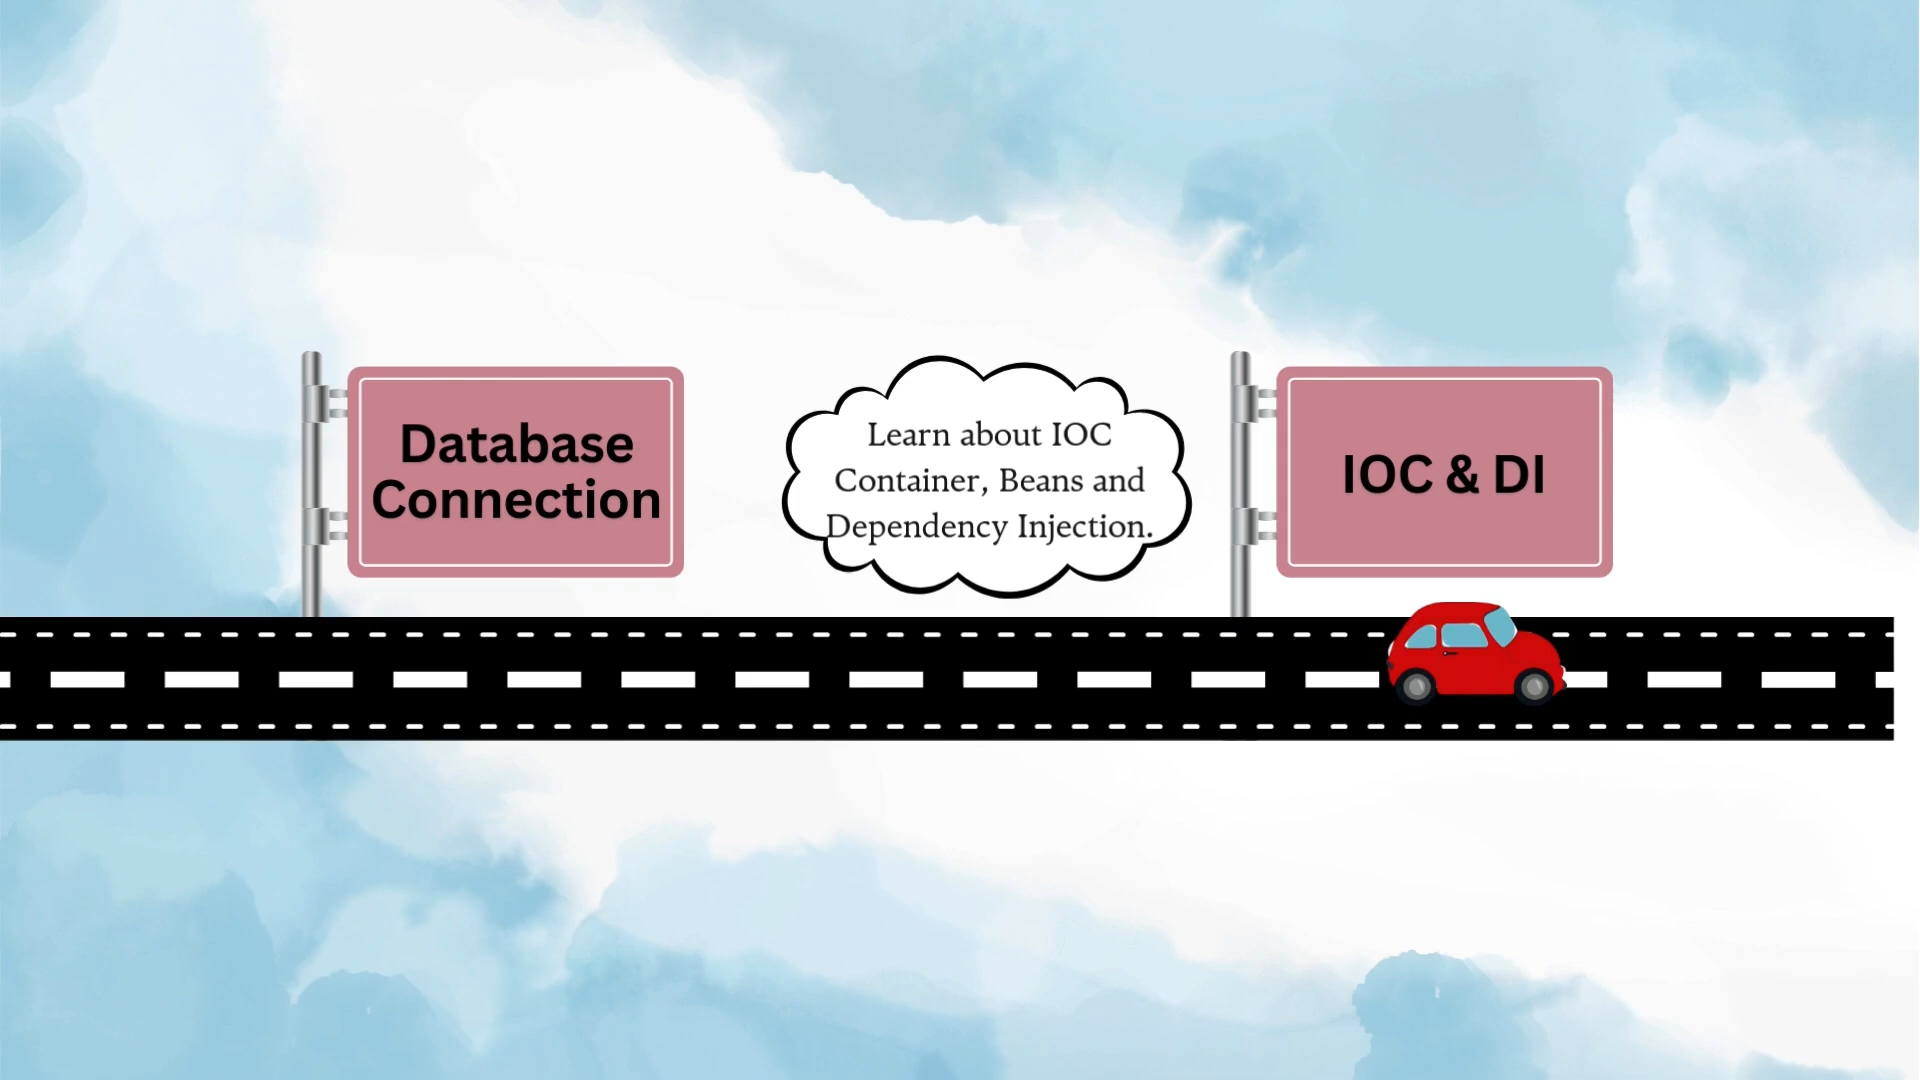 Database
Connection
Learn about IOC
Container, Beans and
Dependency Injection.
IOC & DI